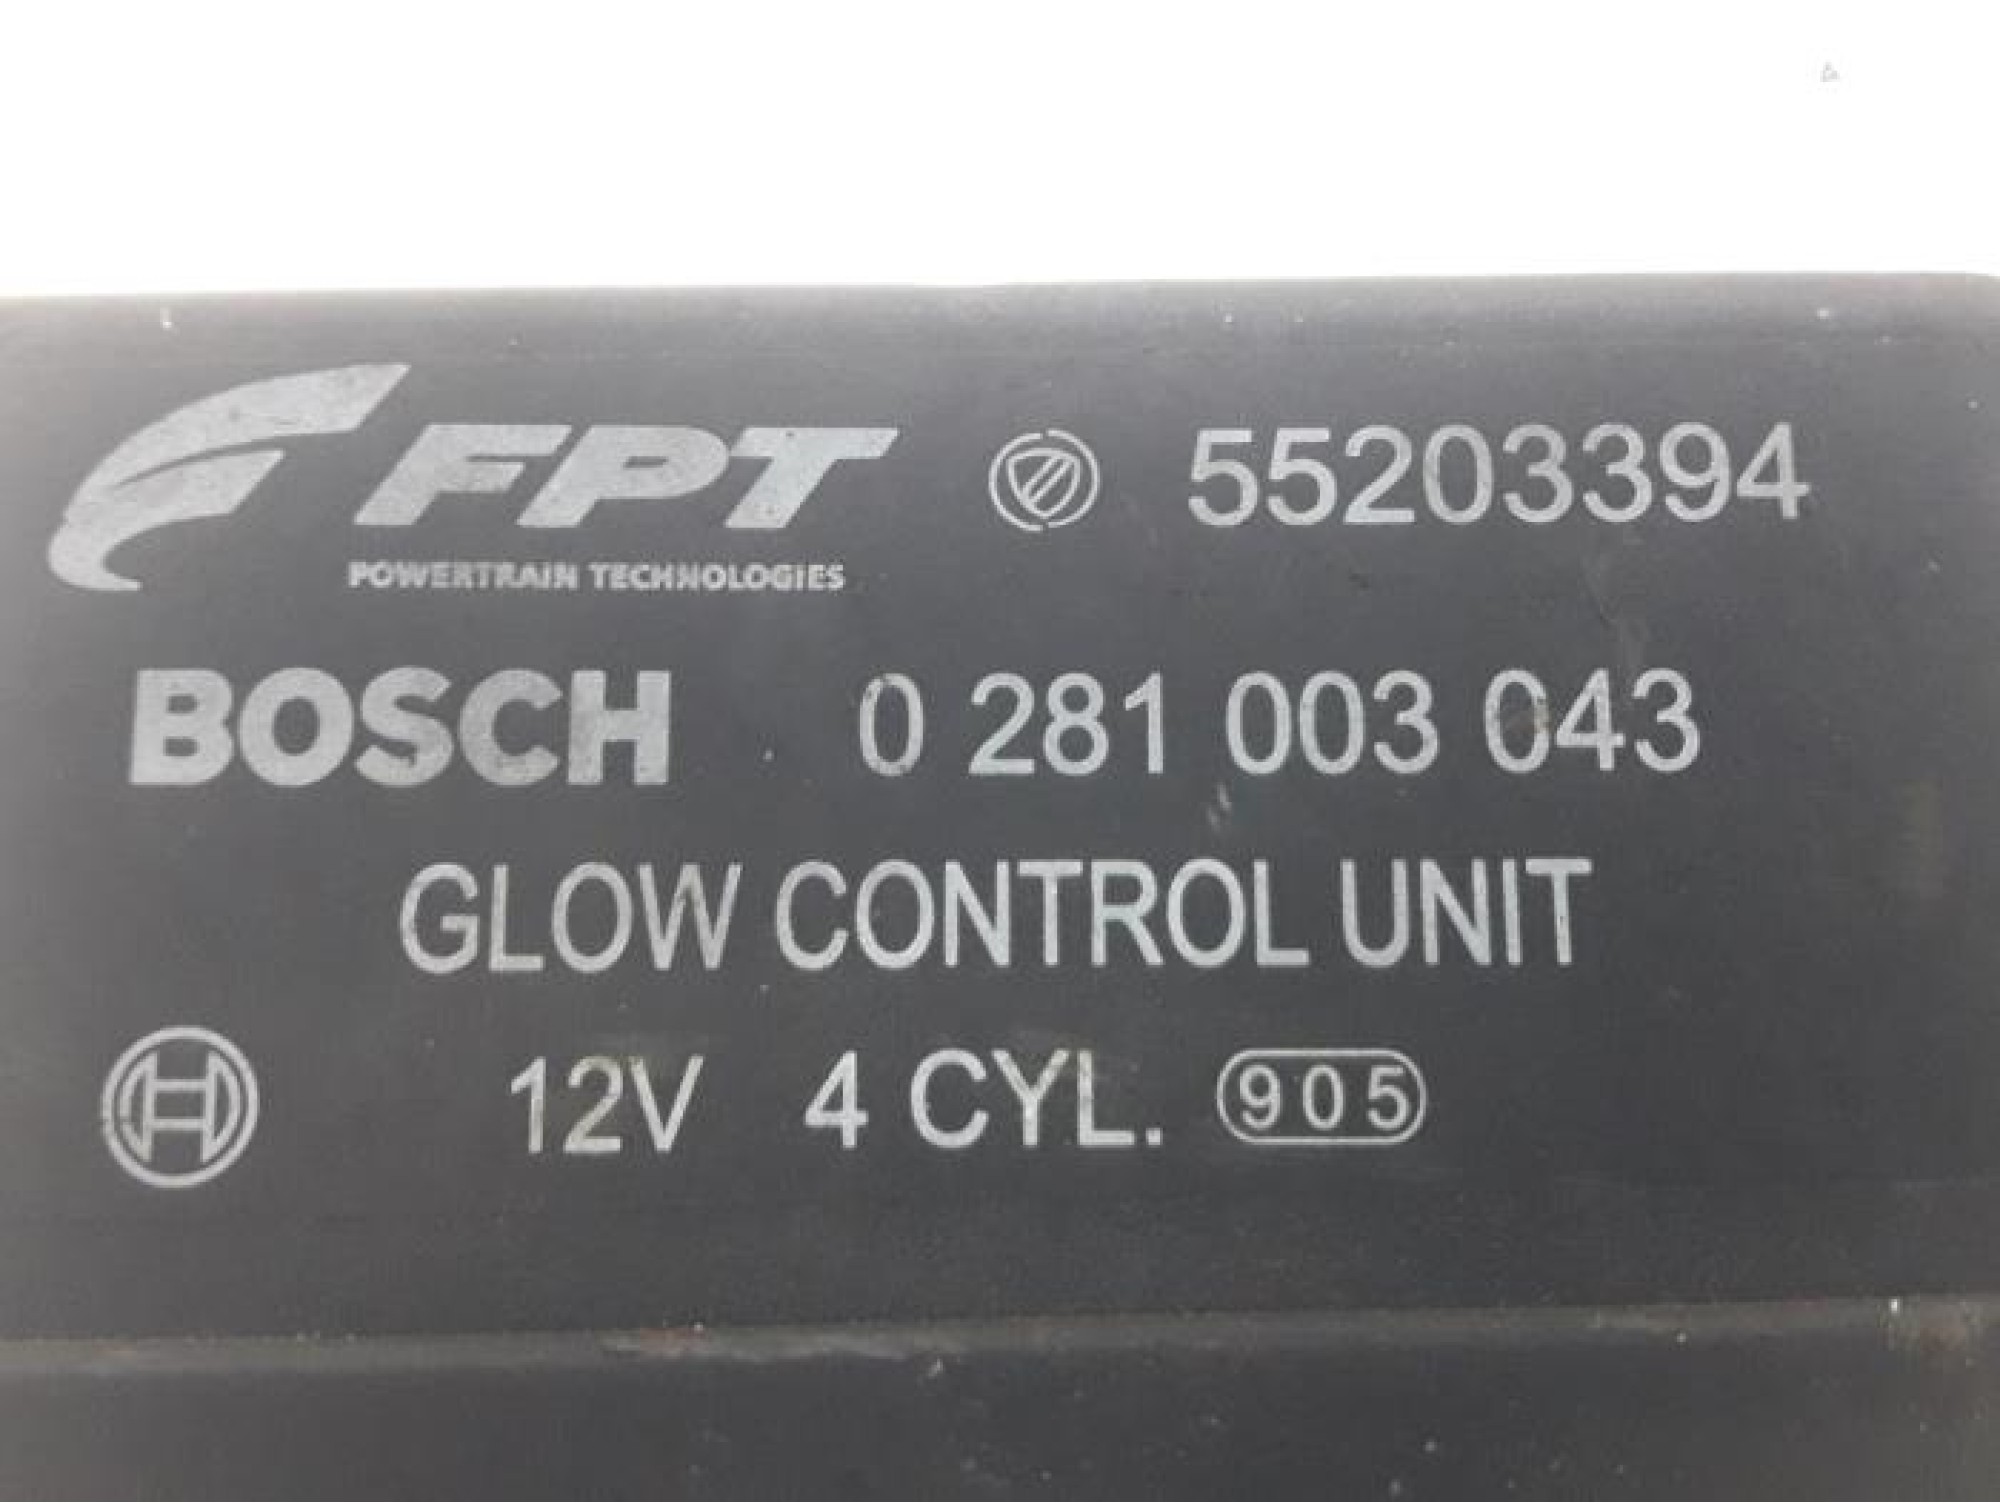 FPT 55203394
POWERTRAIN TECHNOLOGIES
BOSCH 0 281 003 043
GLOW CONTROL UNIT
12V 4 CYL. 905